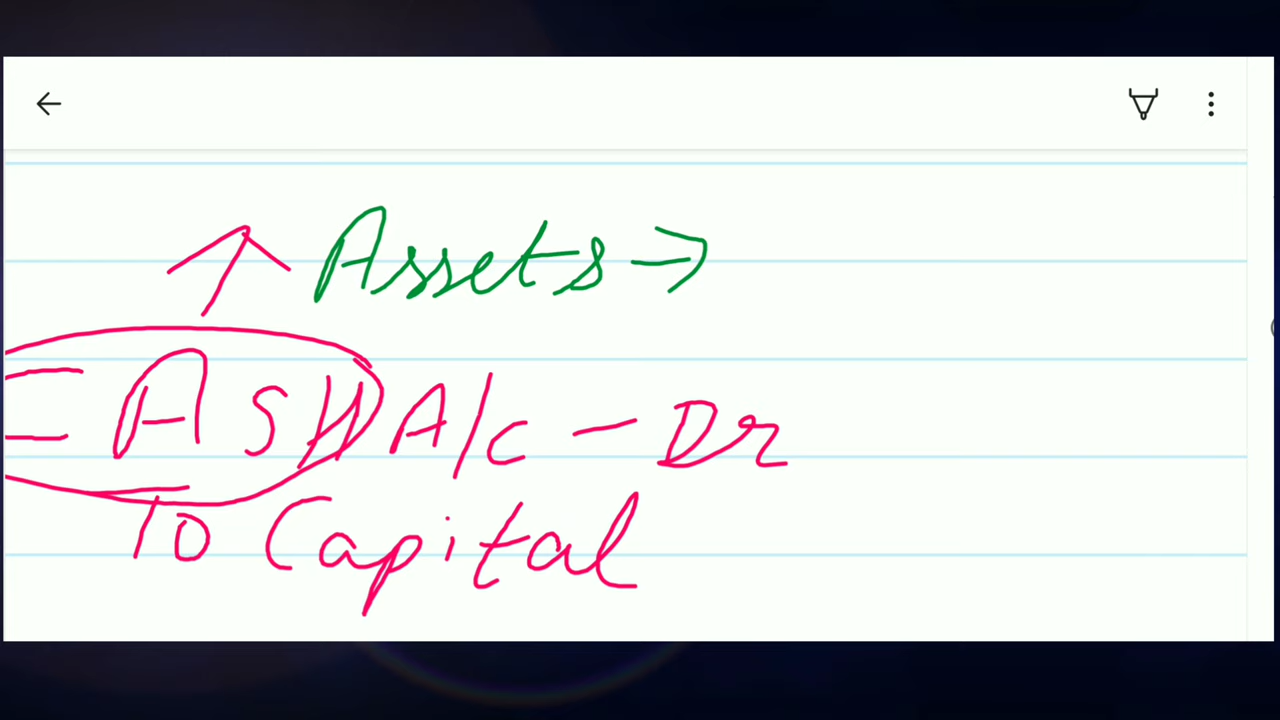 ↑ Assets →
= Cash A/c - Dr
To Capital